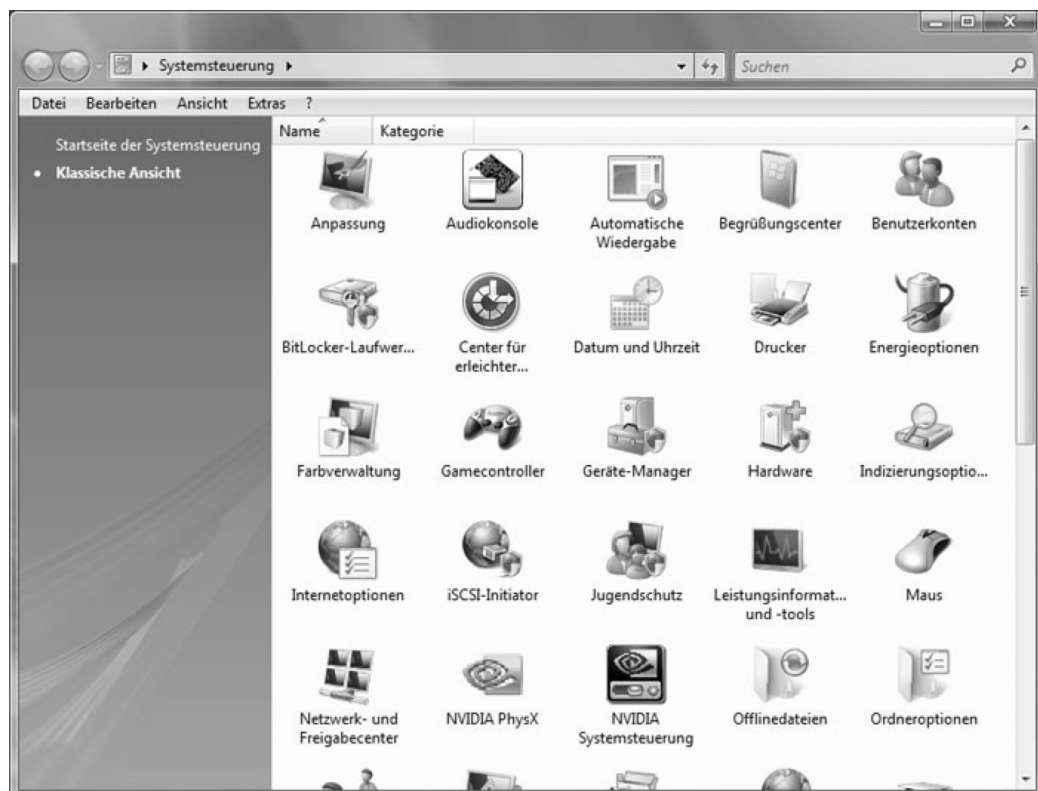 Systemsteuerung
Suchen
Datei Bearbeiten Ansicht Extras ?
Startseite der Systemsteuerung
Klassische Ansicht
Name Kategorie
Anpassung
Audiokonsole
Automatische
Wiedergabe
Begrüßungscenter
Benutzerkonten
BitLocker-Laufwer...
Center für
erleichter...
Datum und Uhrzeit
Drucker
Energieoptionen
Farbverwaltung
Gamecontroller
Geräte-Manager
Hardware
Indizierungsoptio...
Internetoptionen
iSCSI-Initiator
Jugendschutz
Leistungsinformat...
und -tools
Maus
Netzwerk- und
Freigabecenter
NVIDIA PhysX
NVIDIA
Systemsteuerung
Offlinedateien
Ordneroptionen